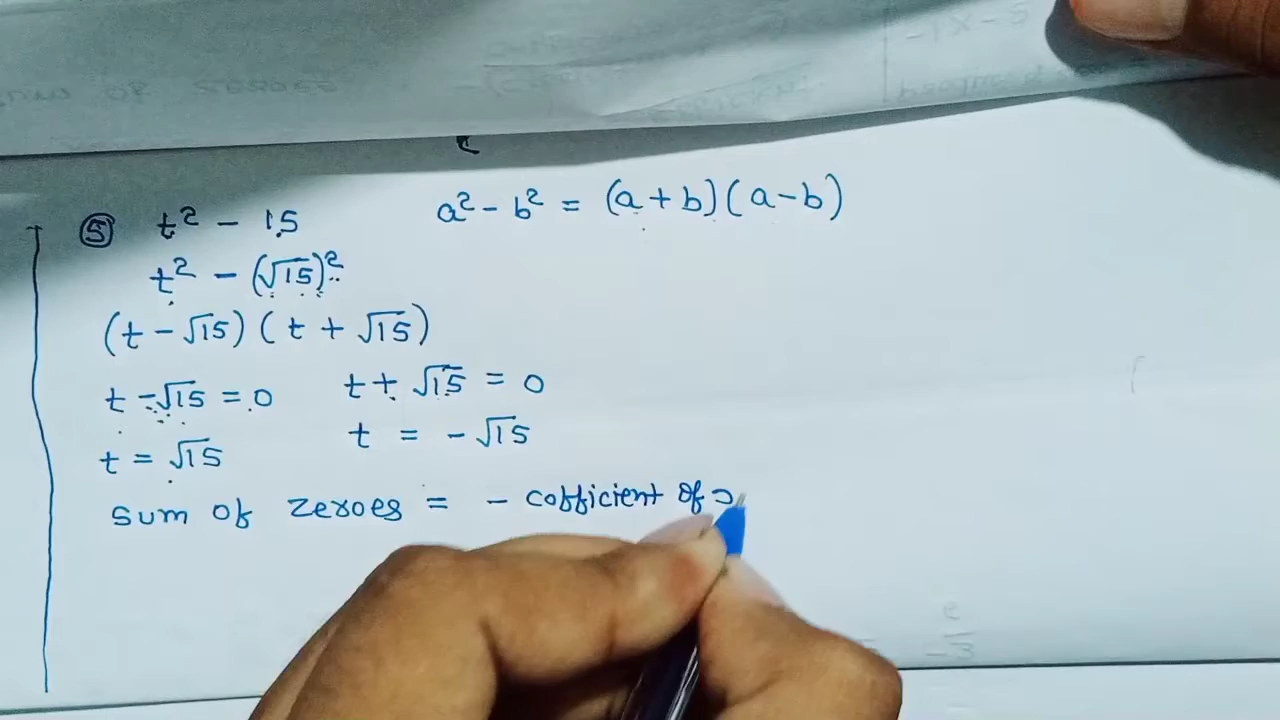 ⑤ t² - 15
a² - b² = (a + b)(a - b)
t² - (√15)²
(t - √15)(t + √15)
t - √15 = 0 t + √15 = 0
t = √15 t = - √15
Sum of zeroes = - cofficient of